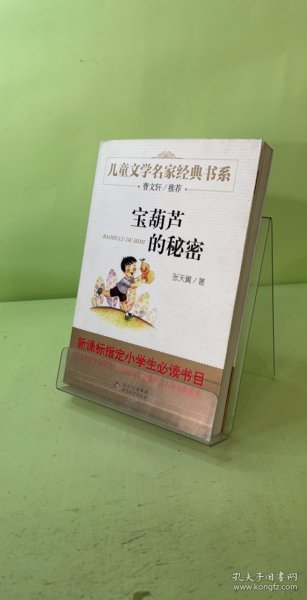 儿童文学名家经典书系
曹文轩/推荐
宝葫芦
的秘密
BAOHULU DE MIMI
张天翼/著
新课标指定小学生必读书目
孔夫子旧书网